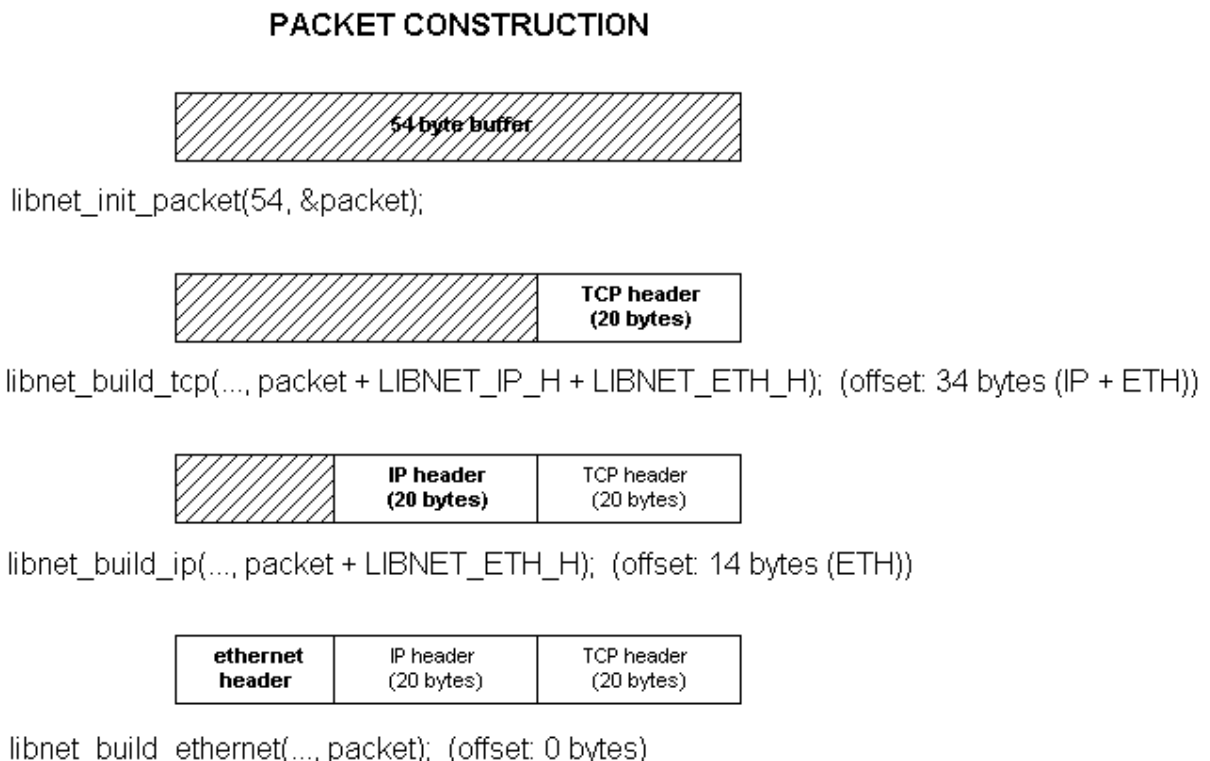 PACKET CONSTRUCTION
54 byte buffer
libnet_init_packet(54, &packet);
TCP header
(20 bytes)
libnet_build_tcp(..., packet + LIBNET_IP_H + LIBNET_ETH_H); (offset: 34 bytes (IP + ETH))
IP header
(20 bytes)
TCP header
(20 bytes)
libnet_build_ip(..., packet + LIBNET_ETH_H); (offset: 14 bytes (ETH))
ethernet
header
IP header
(20 bytes)
TCP header
(20 bytes)
libnet_build_ethernet(..., packet); (offset: 0 bytes)